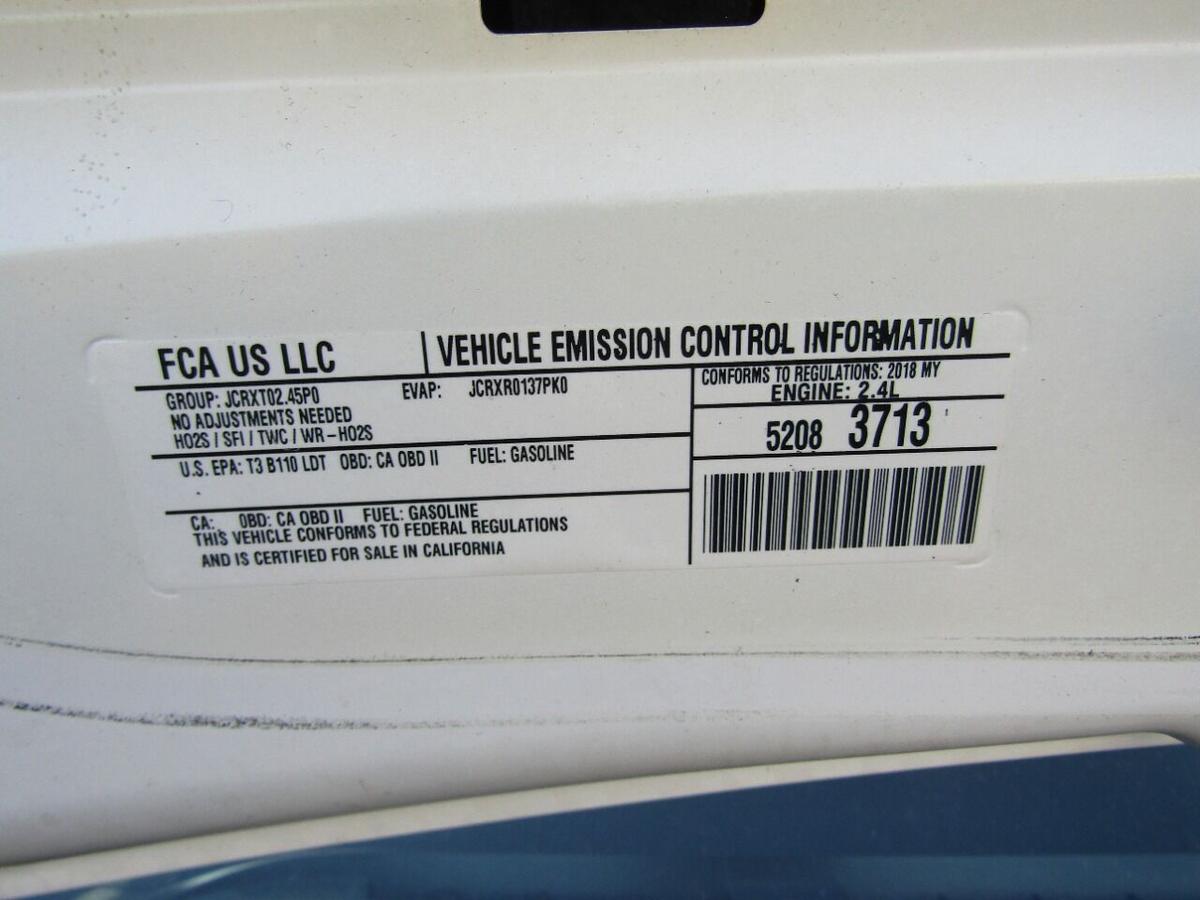 FCA US LLC
VEHICLE EMISSION CONTROL INFORMATION
GROUP: JCRXT02.45P0 EVAP: JCRXR0137PK0
NO ADJUSTMENTS NEEDED
HO2S / SFI / TWC / WR-HO2S
CONFORMS TO REGULATIONS: 2018 MY
ENGINE: 2.4L
5208 3713
U.S. EPA: T3 B110 LDT OBD: CA OBD II FUEL: GASOLINE
CA: OBD: CA OBD II FUEL: GASOLINE
THIS VEHICLE CONFORMS TO FEDERAL REGULATIONS
AND IS CERTIFIED FOR SALE IN CALIFORNIA